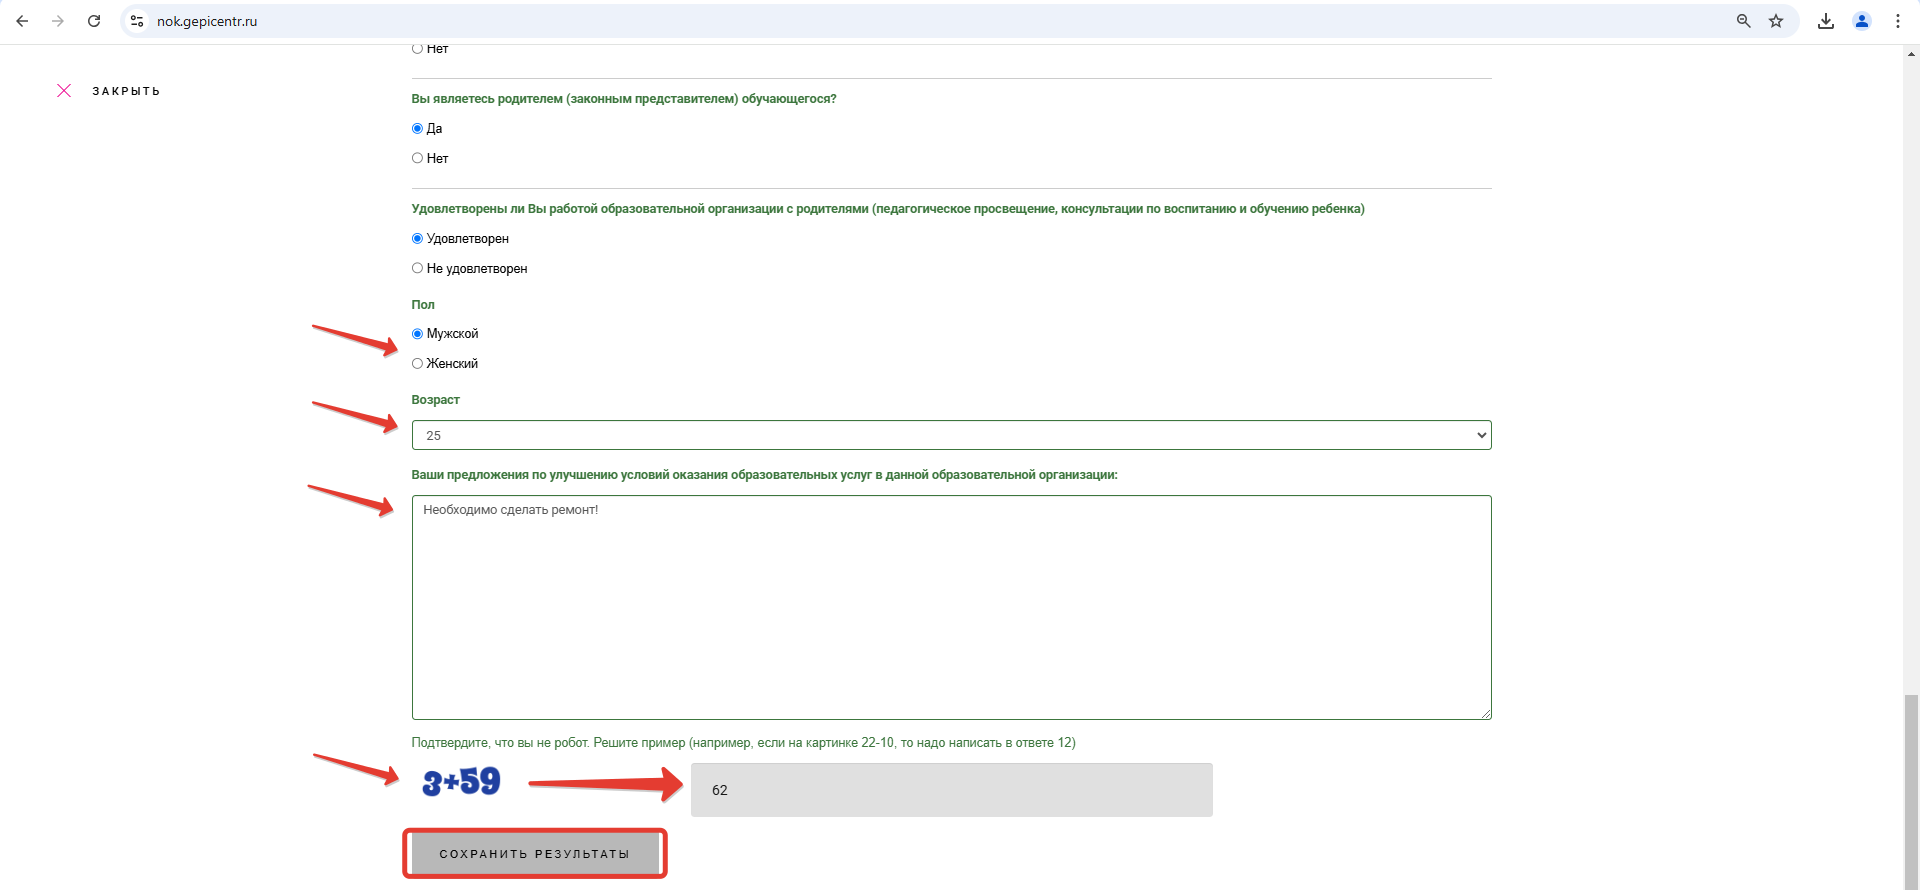 nok.gepicentr.ru
Нет
ЗАКРЫТЬ
Вы являетесь родителем (законным представителем) обучающегося?
Да
Нет
Удовлетворены ли Вы работой образовательной организации с родителями (педагогическое просвещение, консультации по воспитанию и обучению ребенка)
Удовлетворен
Не удовлетворен
Пол
Мужской
Женский
Возраст
25
Ваши предложения по улучшению условий оказания образовательных услуг в данной образовательной организации:
Необходимо сделать ремонт!
Подтвердите, что вы не робот. Решите пример (например, если на картинке 22-10, то надо написать в ответе 12)
3+59
62
СОХРАНИТЬ РЕЗУЛЬТАТЫ